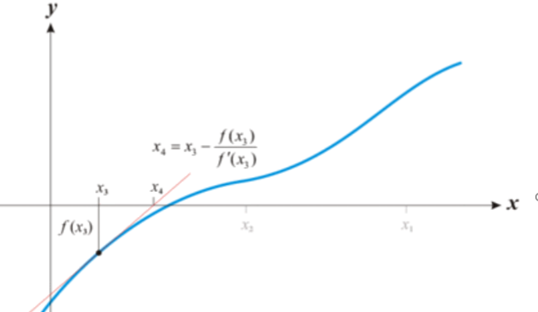 y
x₄ = x₃ − f(x₃)/f′(x₃)
x₃
x₄
x
f(x₃)
x₂
x₁